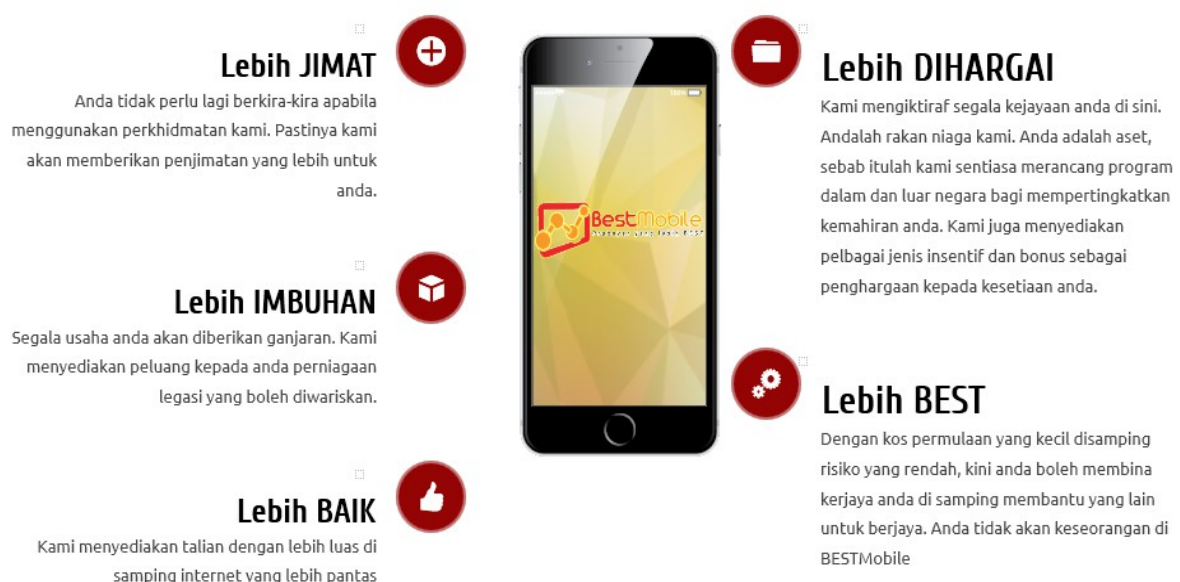 Lebih JIMAT
Anda tidak perlu lagi berkira-kira apabila
menggunakan perkhidmatan kami. Pastinya kami
akan memberikan penjimatan yang lebih untuk
anda.
Lebih IMBUHAN
Segala usaha anda akan diberikan ganjaran. Kami
menyediakan peluang kepada anda perniagaan
legasi yang boleh diwariskan.
Lebih BAIK
Kami menyediakan talian dengan lebih luas di
samping internet yang lebih pantas
100%
BestMobile
yang lebih BEST
Lebih DIHARGAI
Kami mengiktiraf segala kejayaan anda di sini.
Andalah rakan niaga kami. Anda adalah aset,
sebab itulah kami sentiasa merancang program
dalam dan luar negara bagi mempertingkatkan
kemahiran anda. Kami juga menyediakan
pelbagai jenis insentif dan bonus sebagai
penghargaan kepada kesetiaan anda.
Lebih BEST
Dengan kos permulaan yang kecil disamping
risiko yang rendah, kini anda boleh membina
kerjaya anda di samping membantu yang lain
untuk berjaya. Anda tidak akan keseorangan di
BESTMobile